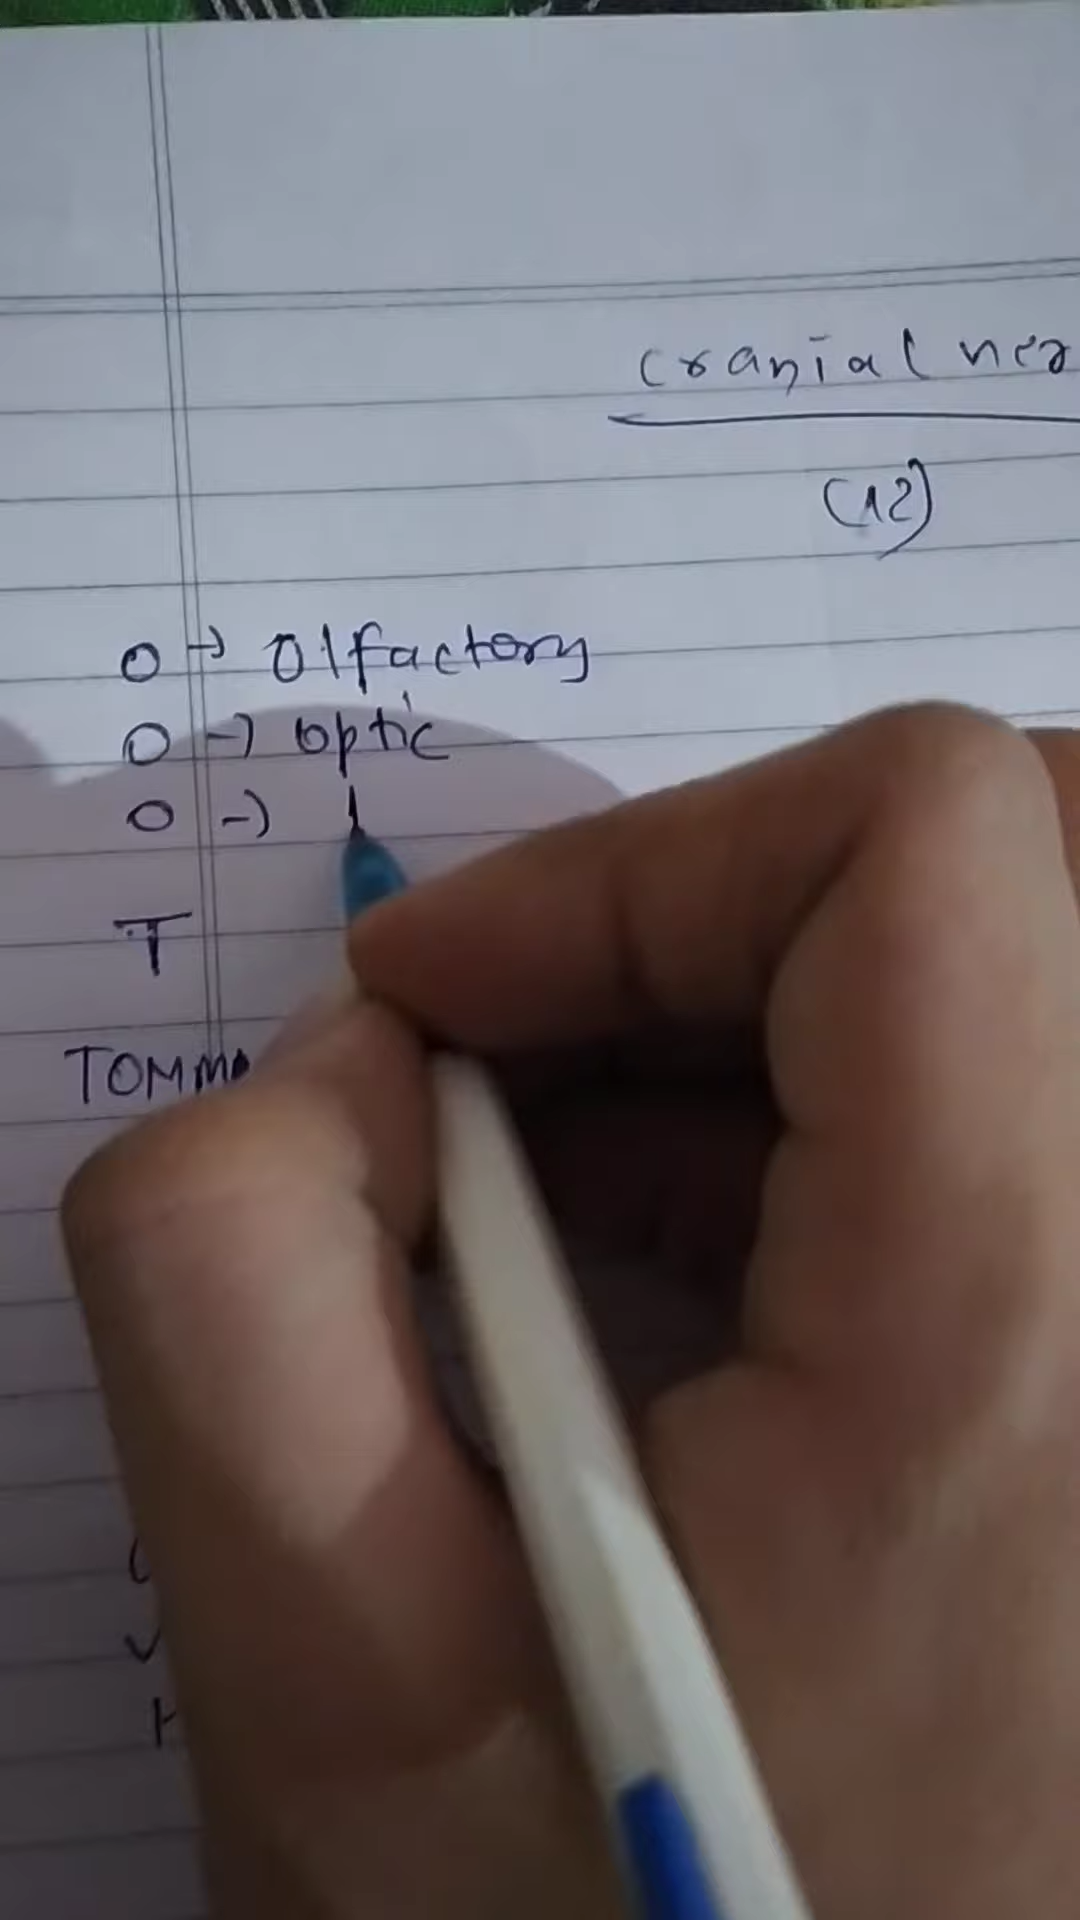 Cranial ner
(12)
O → Olfactory
O → optic
O →
T
TOMM
V
H